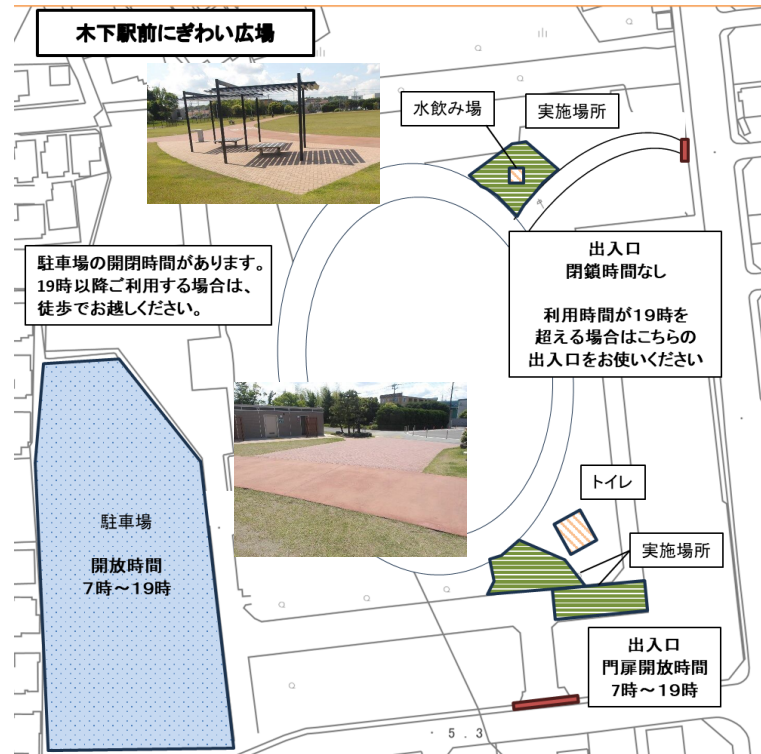 木下駅前にぎわい広場
水飲み場
実施場所
駐車場の開閉時間があります。
19時以降ご利用する場合は、
徒歩でお越しください。
出入口
閉鎖時間なし
利用時間が19時を
超える場合はこちらの
出入口をお使いください
トイレ
実施場所
駐車場
開放時間
7時～19時
出入口
門扉開放時間
7時～19時
・5.3